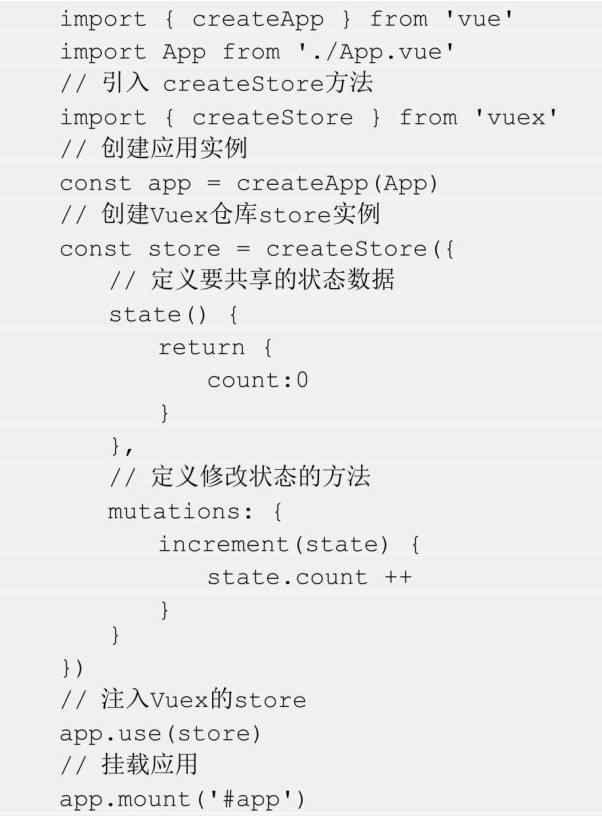 import { createApp } from 'vue'
import App from './App.vue'
// 引入 createStore方法
import { createStore } from 'vuex'
// 创建应用实例
const app = createApp(App)
// 创建Vuex仓库store实例
const store = createStore({
    // 定义要共享的状态数据
    state() {
        return {
            count:0
        }
    },
    // 定义修改状态的方法
    mutations: {
        increment(state) {
            state.count ++
        }
    }
})
// 注入Vuex的store
app.use(store)
// 挂载应用
app.mount('#app')